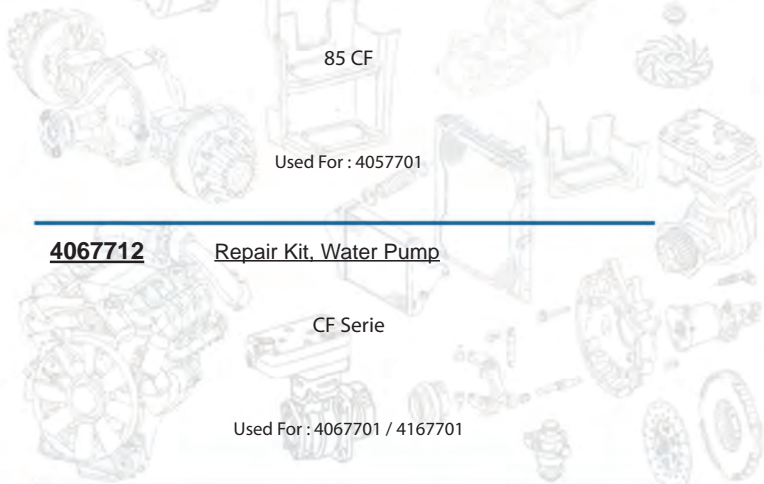 85 CF
Used For : 4057701
4067712 Repair Kit, Water Pump
CF Serie
Used For : 4067701 / 4167701